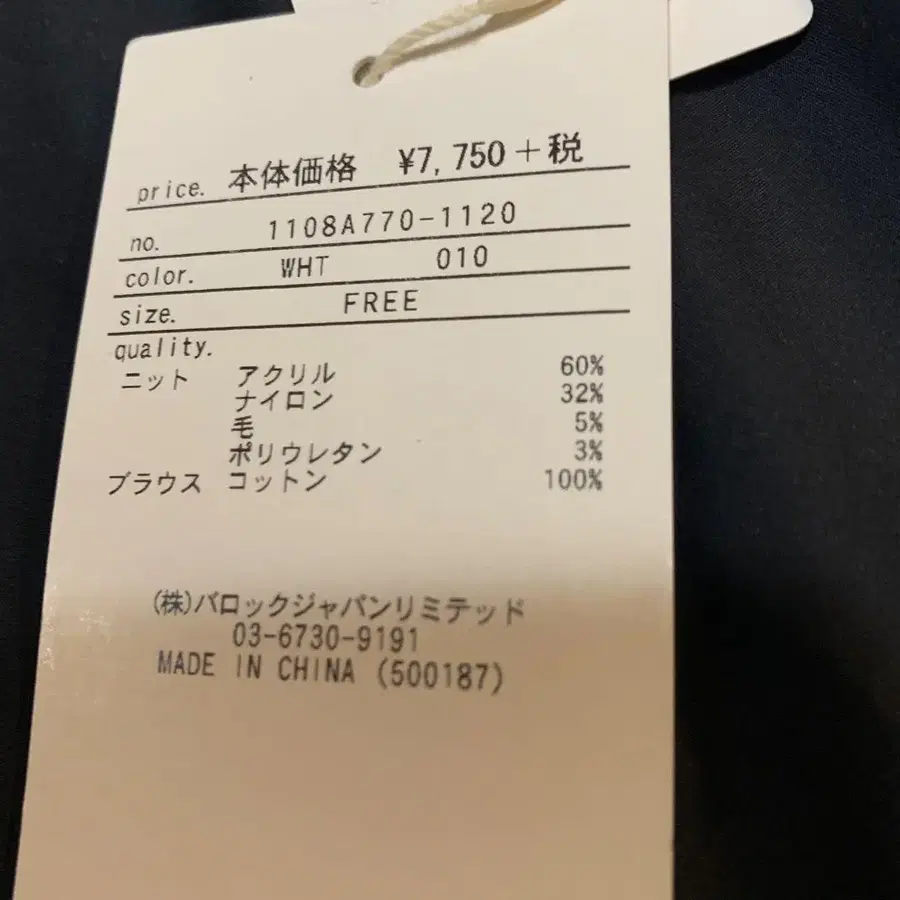 price. 本体価格 ¥7,750+税
no. 1108A770-1120
color. WHT 010
size. FREE
quality.
ニット アクリル 60%
ナイロン 32%
毛 5%
ポリウレタン 3%
ブラウス コットン 100%
(株)バロックジャパンリミテッド
03-6730-9191
MADE IN CHINA (500187)